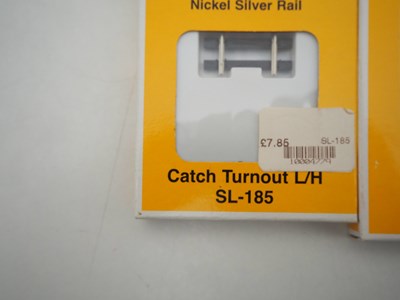 Nickel Silver Rail
£7.85 SL-185
Catch Turnout L/H
SL-185